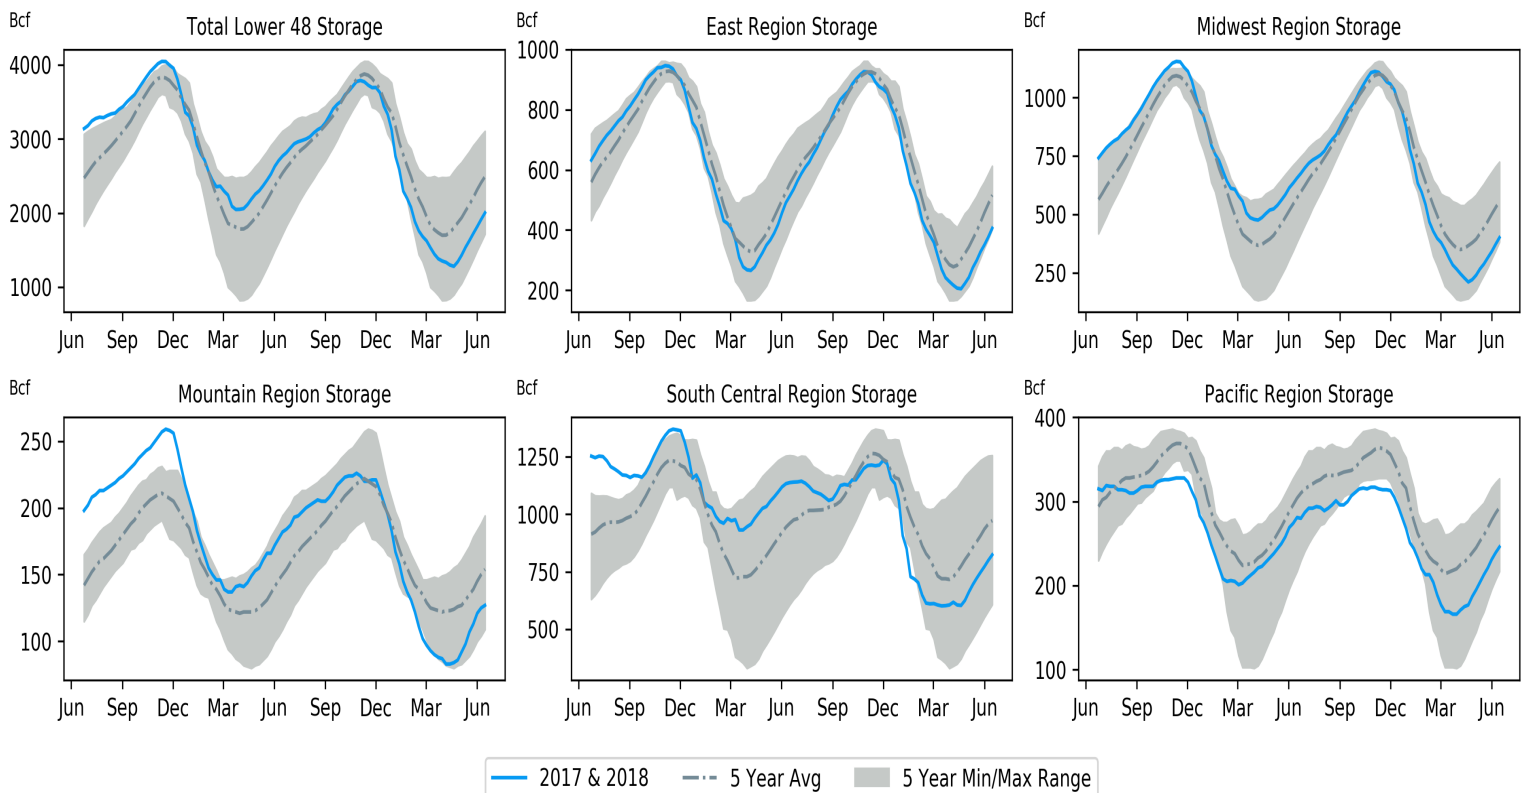 Bcf Total Lower 48 Storage
4000
3000
2000
1000
Jun Sep Dec Mar Jun Sep Dec Mar Jun
Bcf East Region Storage
1000
800
600
400
200
Jun Sep Dec Mar Jun Sep Dec Mar Jun
Bcf Midwest Region Storage
1000
750
500
250
Jun Sep Dec Mar Jun Sep Dec Mar Jun
Bcf Mountain Region Storage
250
200
150
100
Jun Sep Dec Mar Jun Sep Dec Mar Jun
Bcf South Central Region Storage
1250
1000
750
500
Jun Sep Dec Mar Jun Sep Dec Mar Jun
Bcf Pacific Region Storage
400
300
200
100
Jun Sep Dec Mar Jun Sep Dec Mar Jun
2017 & 2018 5 Year Avg 5 Year Min/Max Range